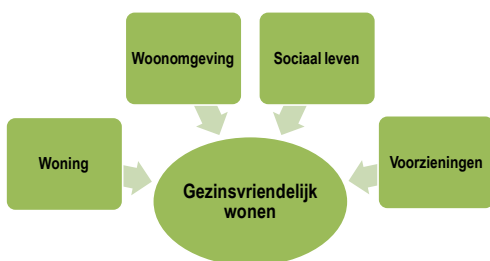 Woonomgeving
Sociaal leven
Woning
Voorzieningen
Gezinsvriendelijk
wonen